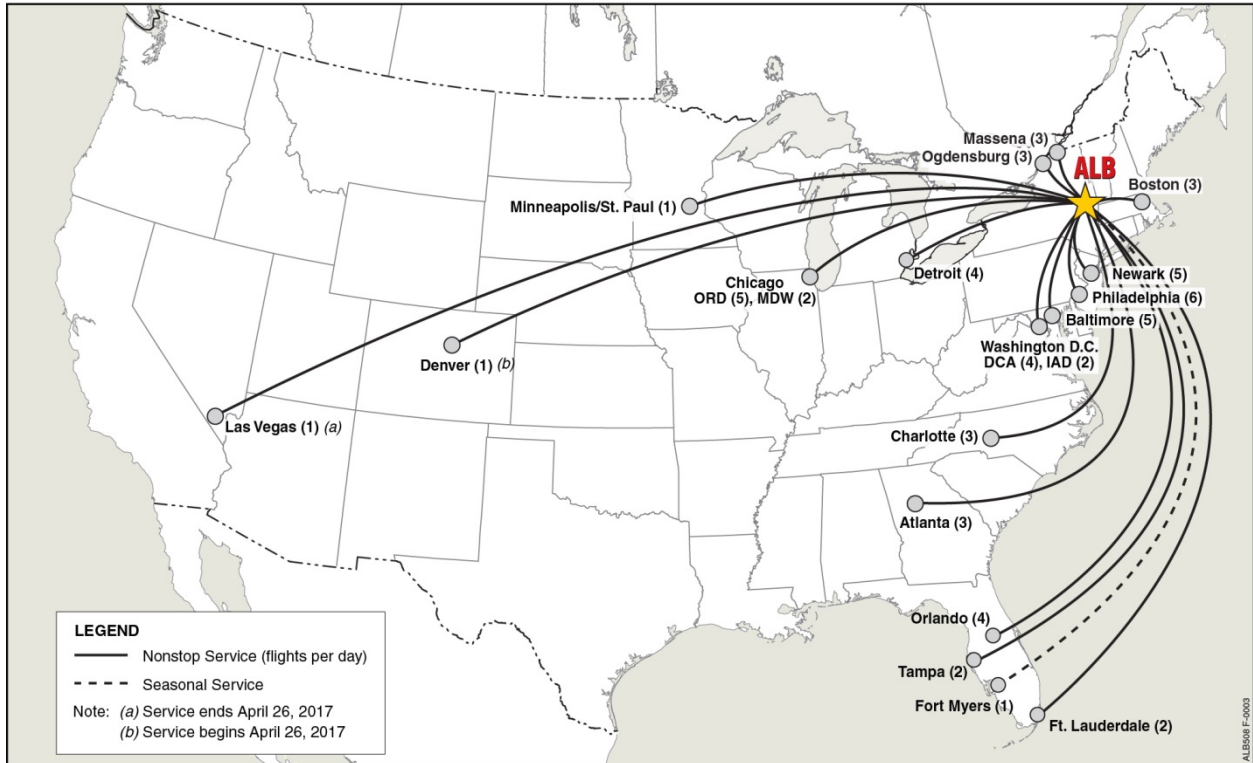 Massena (3)
Ogdensburg (3)
ALB
Boston (3)
Minneapolis/St. Paul (1)
Chicago
ORD (5), MDW (2)
Detroit (4)
Newark (5)
Philadelphia (6)
Baltimore (5)
Washington D.C.
DCA (4), IAD (2)
Denver (1) (b)
Las Vegas (1) (a)
Charlotte (3)
Atlanta (3)
Orlando (4)
Tampa (2)
Fort Myers (1)
Ft. Lauderdale (2)
LEGEND
Nonstop Service (flights per day)
Seasonal Service
Note: (a) Service ends April 26, 2017
(b) Service begins April 26, 2017
ALB508 F-0003